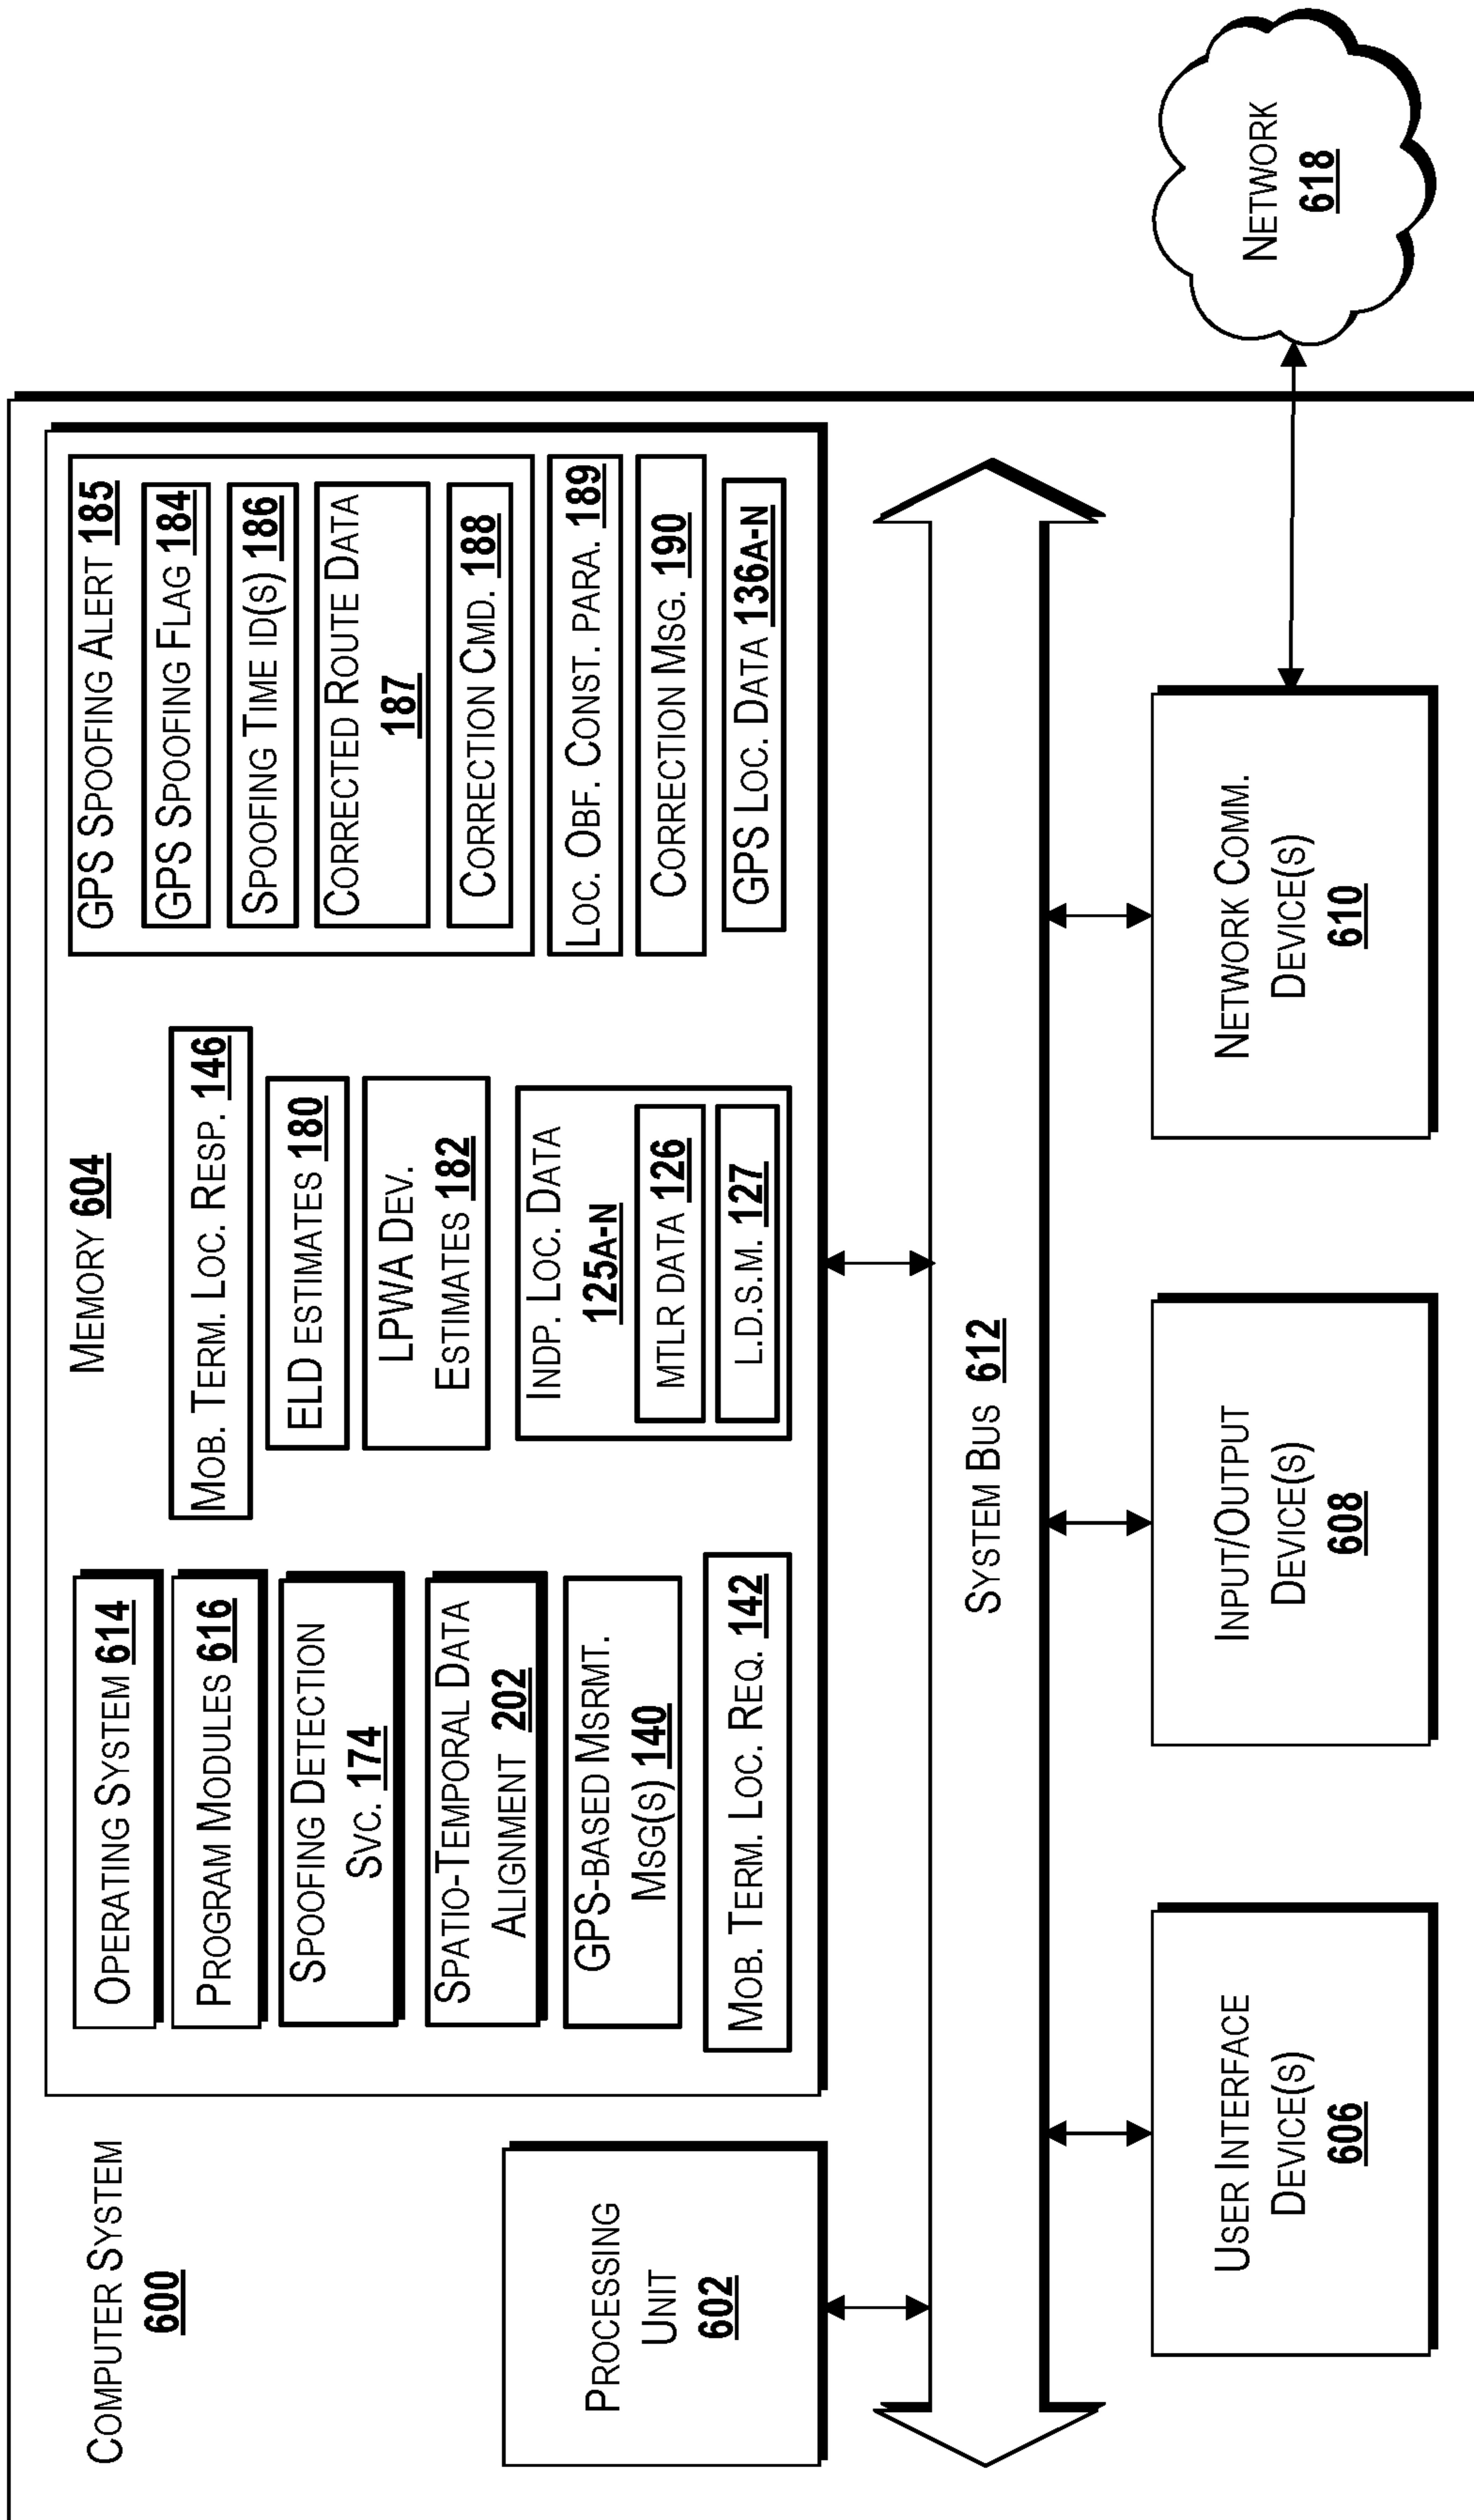 COMPUTER SYSTEM
600
PROCESSING
UNIT
602
MEMORY 604
OPERATING SYSTEM 614
PROGRAM MODULES 616
SPOOFING DETECTION
SVC. 174
SPATIO-TEMPORAL DATA
ALIGNMENT 202
GPS-BASED MSRMT.
MSG(S) 140
MOB. TERM. LOC. REQ. 142
MOB. TERM. LOC. RESP. 146
ELD ESTIMATES 180
LPWA DEV.
ESTIMATES 182
INDP. LOC. DATA
125A-N
MTLR DATA 126
L.D.S.M. 127
GPS SPOOFING ALERT 185
GPS SPOOFING FLAG 184
SPOOFING TIME ID(S) 186
CORRECTED ROUTE DATA
187
CORRECTION CMD. 188
LOC. OBF. CONST. PARA. 189
CORRECTION MSG. 190
GPS LOC. DATA 136A-N
SYSTEM BUS 612
USER INTERFACE
DEVICE(S)
606
INPUT/OUTPUT
DEVICE(S)
608
NETWORK COMM.
DEVICE(S)
610
NETWORK
618